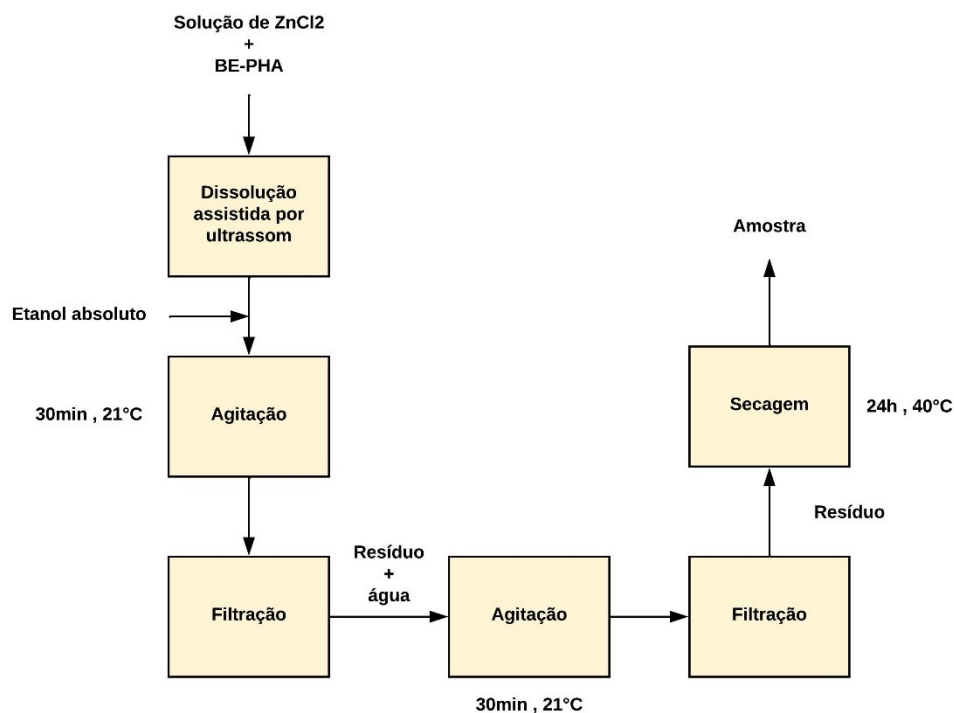 Solução de ZnCl2
+
BE-PHA
Dissolução
assistida por
ultrassom
Etanol absoluto
30min , 21°C
Agitação
Filtração
Resíduo
+
água
Agitação
30min , 21°C
Filtração
Resíduo
Secagem
24h , 40°C
Amostra